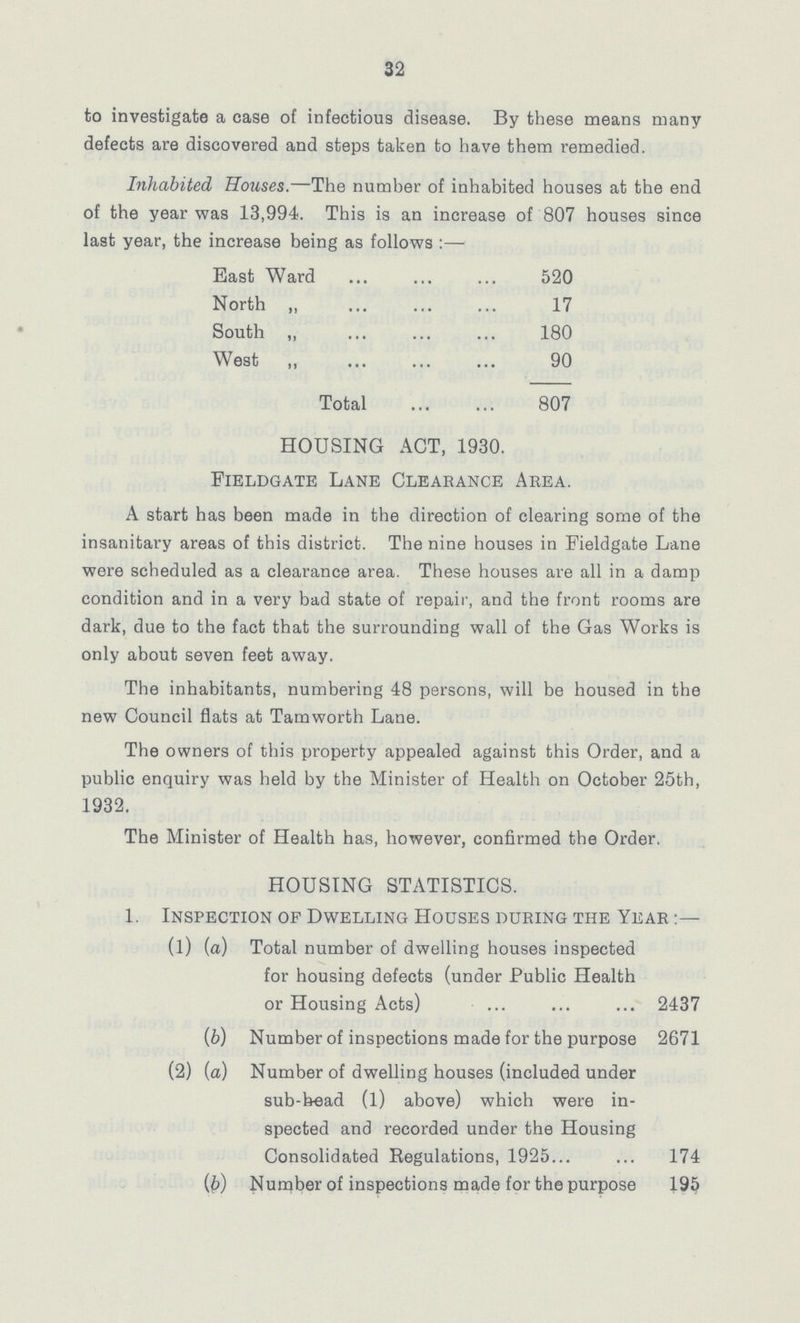 32
to investigate a case of infectious disease. By these means many
defects are discovered and steps taken to have them remedied.
Inhabited Houses.—The number of inhabited houses at the end
of the year was 13,994. This is an increase of 807 houses since
last year, the increase being as follows :—
East Ward ... ... ... 520
North „ ... ... ... 17
South „ ... ... ... 180
West „ ... ... ... 90
Total ... ... 807
HOUSING ACT, 1930.
FIELDGATE LANE CLEARANCE AREA.
A start has been made in the direction of clearing some of the
insanitary areas of this district. The nine houses in Fieldgate Lane
were scheduled as a clearance area. These houses are all in a damp
condition and in a very bad state of repair, and the front rooms are
dark, due to the fact that the surrounding wall of the Gas Works is
only about seven feet away.
The inhabitants, numbering 48 persons, will be housed in the
new Council flats at Tamworth Lane.
The owners of this property appealed against this Order, and a
public enquiry was held by the Minister of Health on October 25th,
1932.
The Minister of Health has, however, confirmed the Order.
HOUSING STATISTICS.
1. INSPECTION OF DWELLING HOUSES DURING THE YEAR :—
(1) (a) Total number of dwelling houses inspected
for housing defects (under Public Health
or Housing Acts) ... ... ... 2437
(b) Number of inspections made for the purpose 2671
(2) (a) Number of dwelling houses (included under
sub-head (1) above) which were in-
spected and recorded under the Housing
Consolidated Regulations, 1925... ... 174
(b) Number of inspections made for the purpose 195